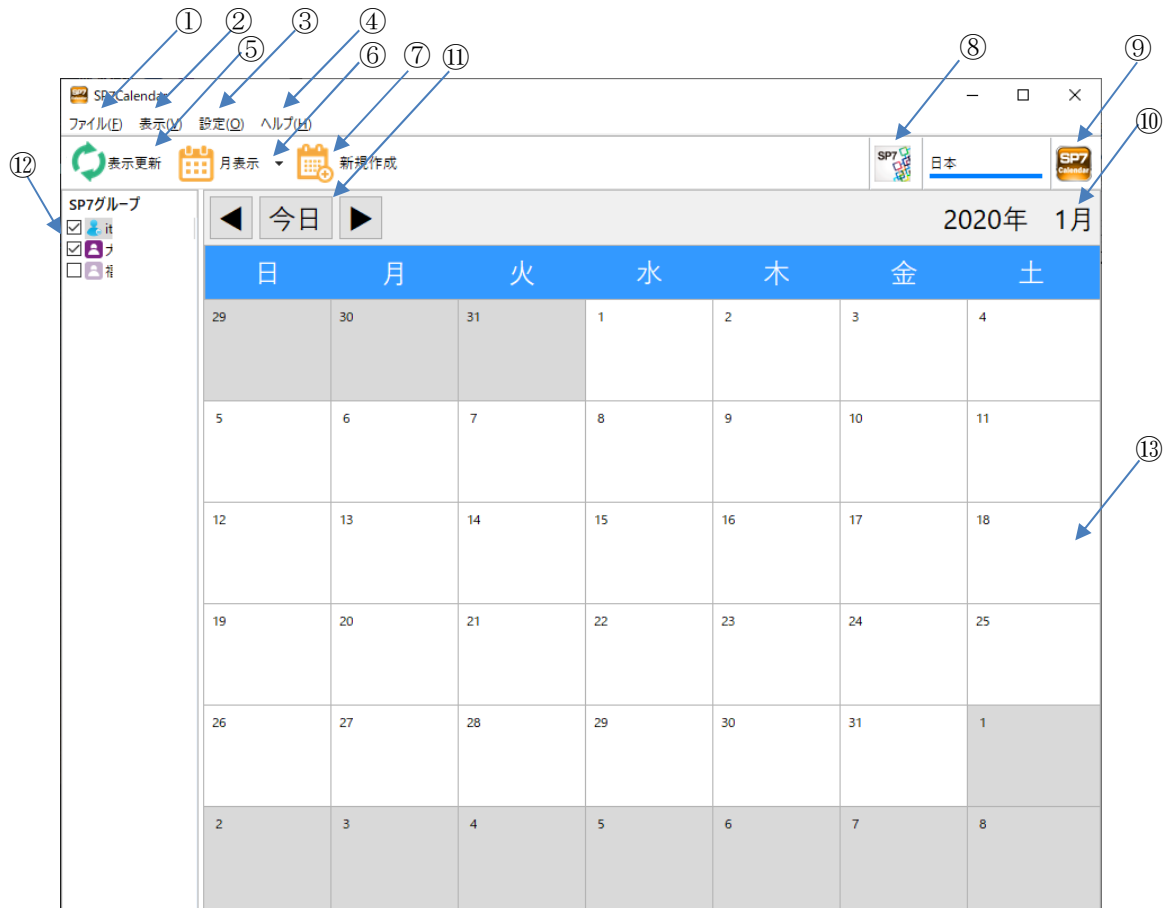 ① ② ③ ④
⑤ ⑥ ⑦ ⑪ ⑧ ⑨
SP7Calendar
ファイル(F) 表示(V) 設定(O) ヘルプ(H)
⑩
表示更新 月表示 新規作成 SP7 日本 SP7 Calendar
⑫
SP7グループ
it
◀ 今日 ▶ 2020年 1月
日 月 火 水 木 金 土
29 30 31 1 2 3 4
5 6 7 8 9 10 11
⑬
12 13 14 15 16 17 18
19 20 21 22 23 24 25
26 27 28 29 30 31 1
2 3 4 5 6 7 8